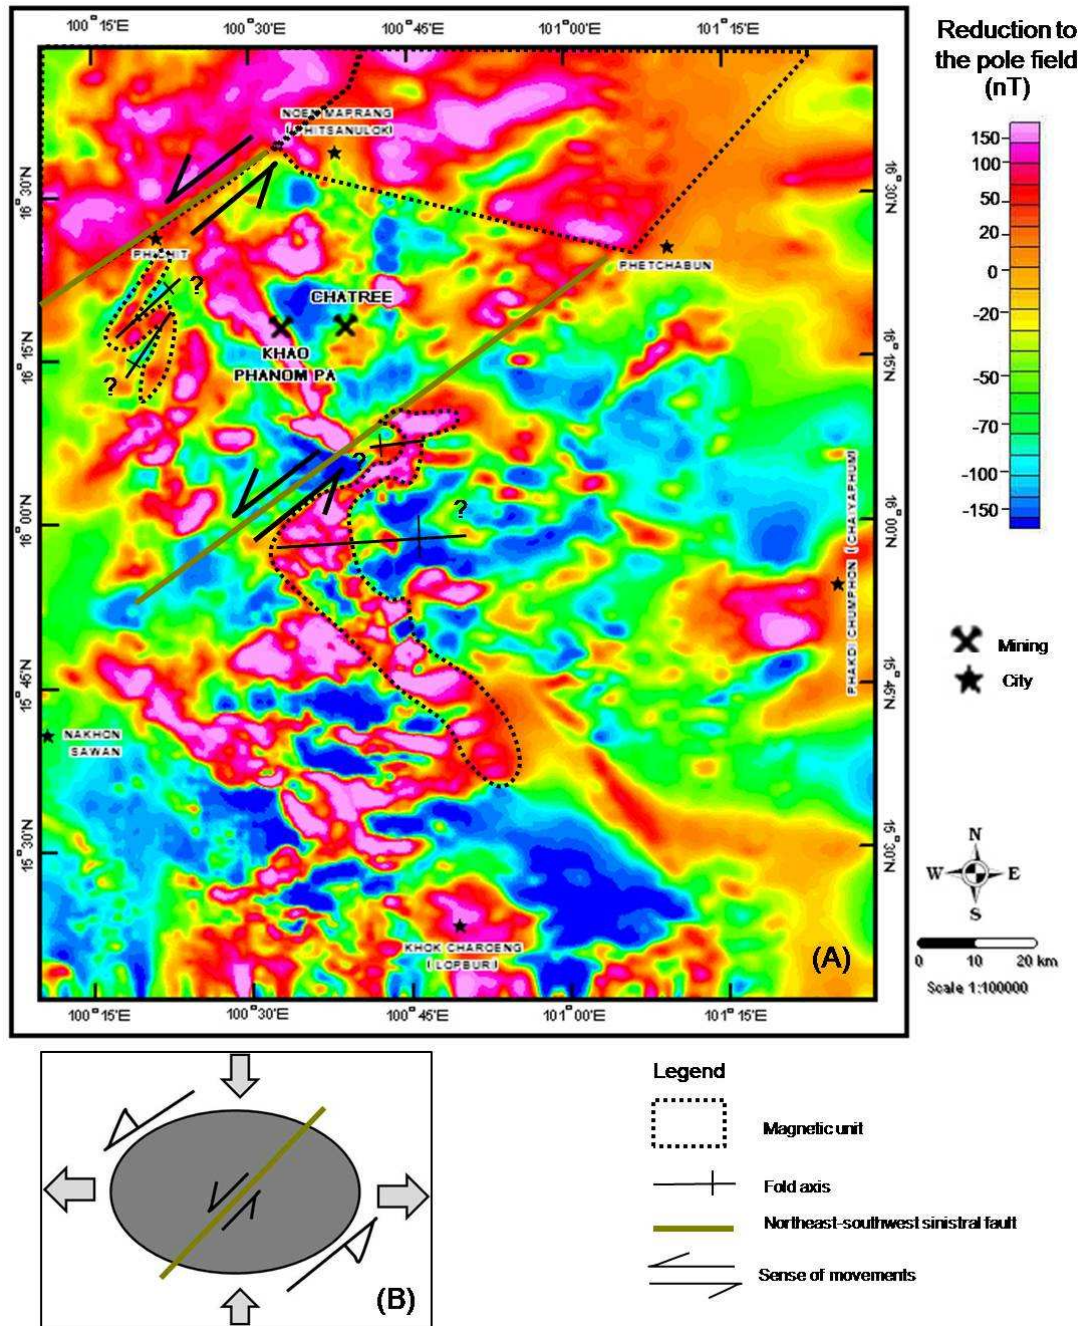 100°15'E 100°30'E 100°45'E 101°00'E 101°15'E
Reduction to
the pole field
(nT)
150
100
50
20
0
-20
-50
-70
-100
-150
NOEN MAPRANG
(PHITSANULOK)
16°30'N
16°30'N
PHICHIT
PHETCHABUN
?
CHATREE
KHAO
PHANOM PA
16°15'N
16°15'N
?
?
?
16°00'N
16°00'N
PHAKDI CHUMPHON (CHAIYAPHUM)
Mining
City
15°45'N
15°45'N
NAKHON
SAWAN
15°30'N
15°30'N
N
W E
S
KHOK CHAROENG
(LOPBURI)
(A)
0 10 20 km
Scale 1:100000
100°15'E 100°30'E 100°45'E 101°00'E 101°15'E
(B)
Legend
Magnetic unit
Fold axis
Northeast-southwest sinistral fault
Sense of movements